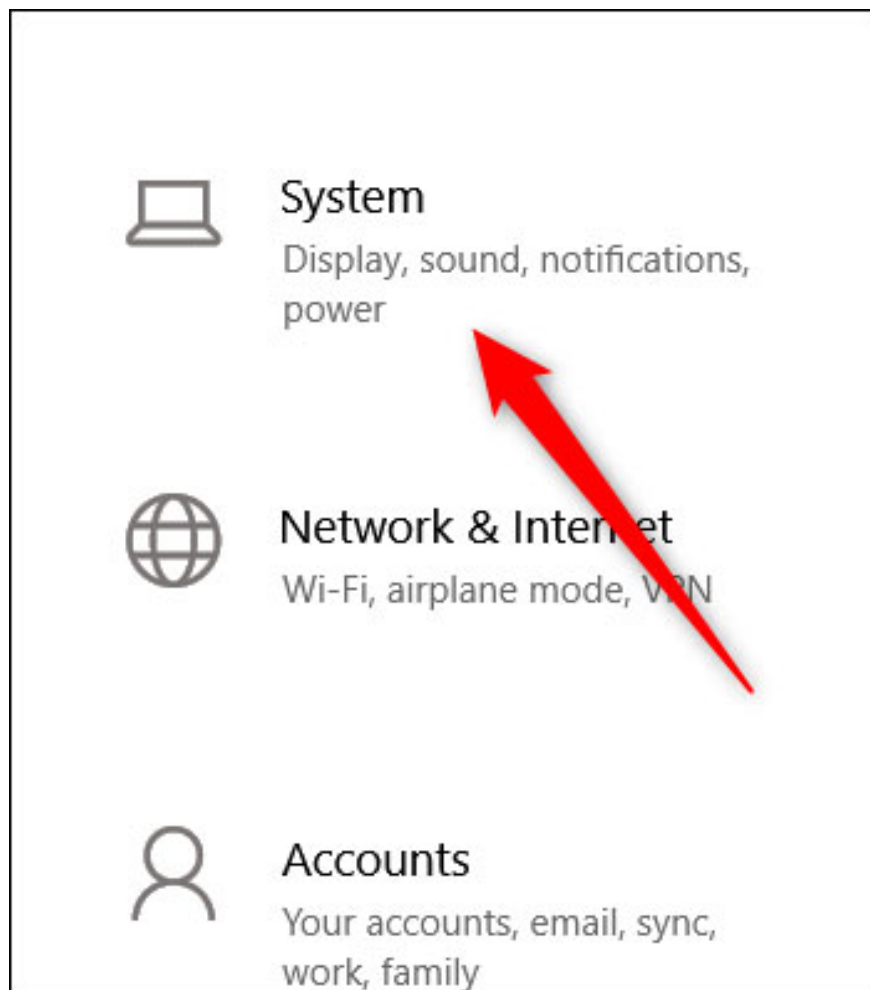 System
Display, sound, notifications,
power
Network & Internet
Wi-Fi, airplane mode, VPN
Accounts
Your accounts, email, sync,
work, family